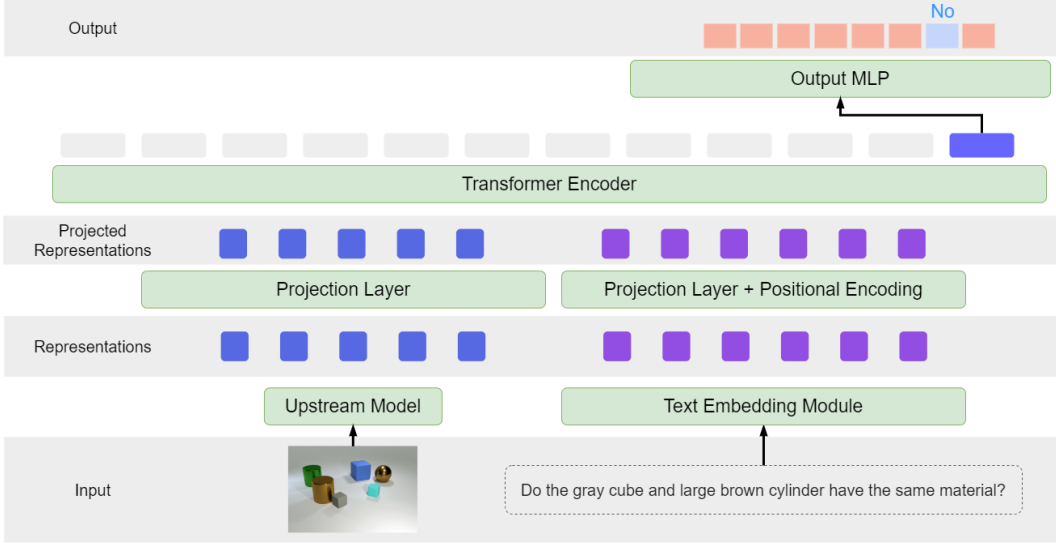 No
Output
Output MLP
Transformer Encoder
Projected
Representations
Projection Layer
Projection Layer + Positional Encoding
Representations
Upstream Model
Text Embedding Module
Input
Do the gray cube and large brown cylinder have the same material?